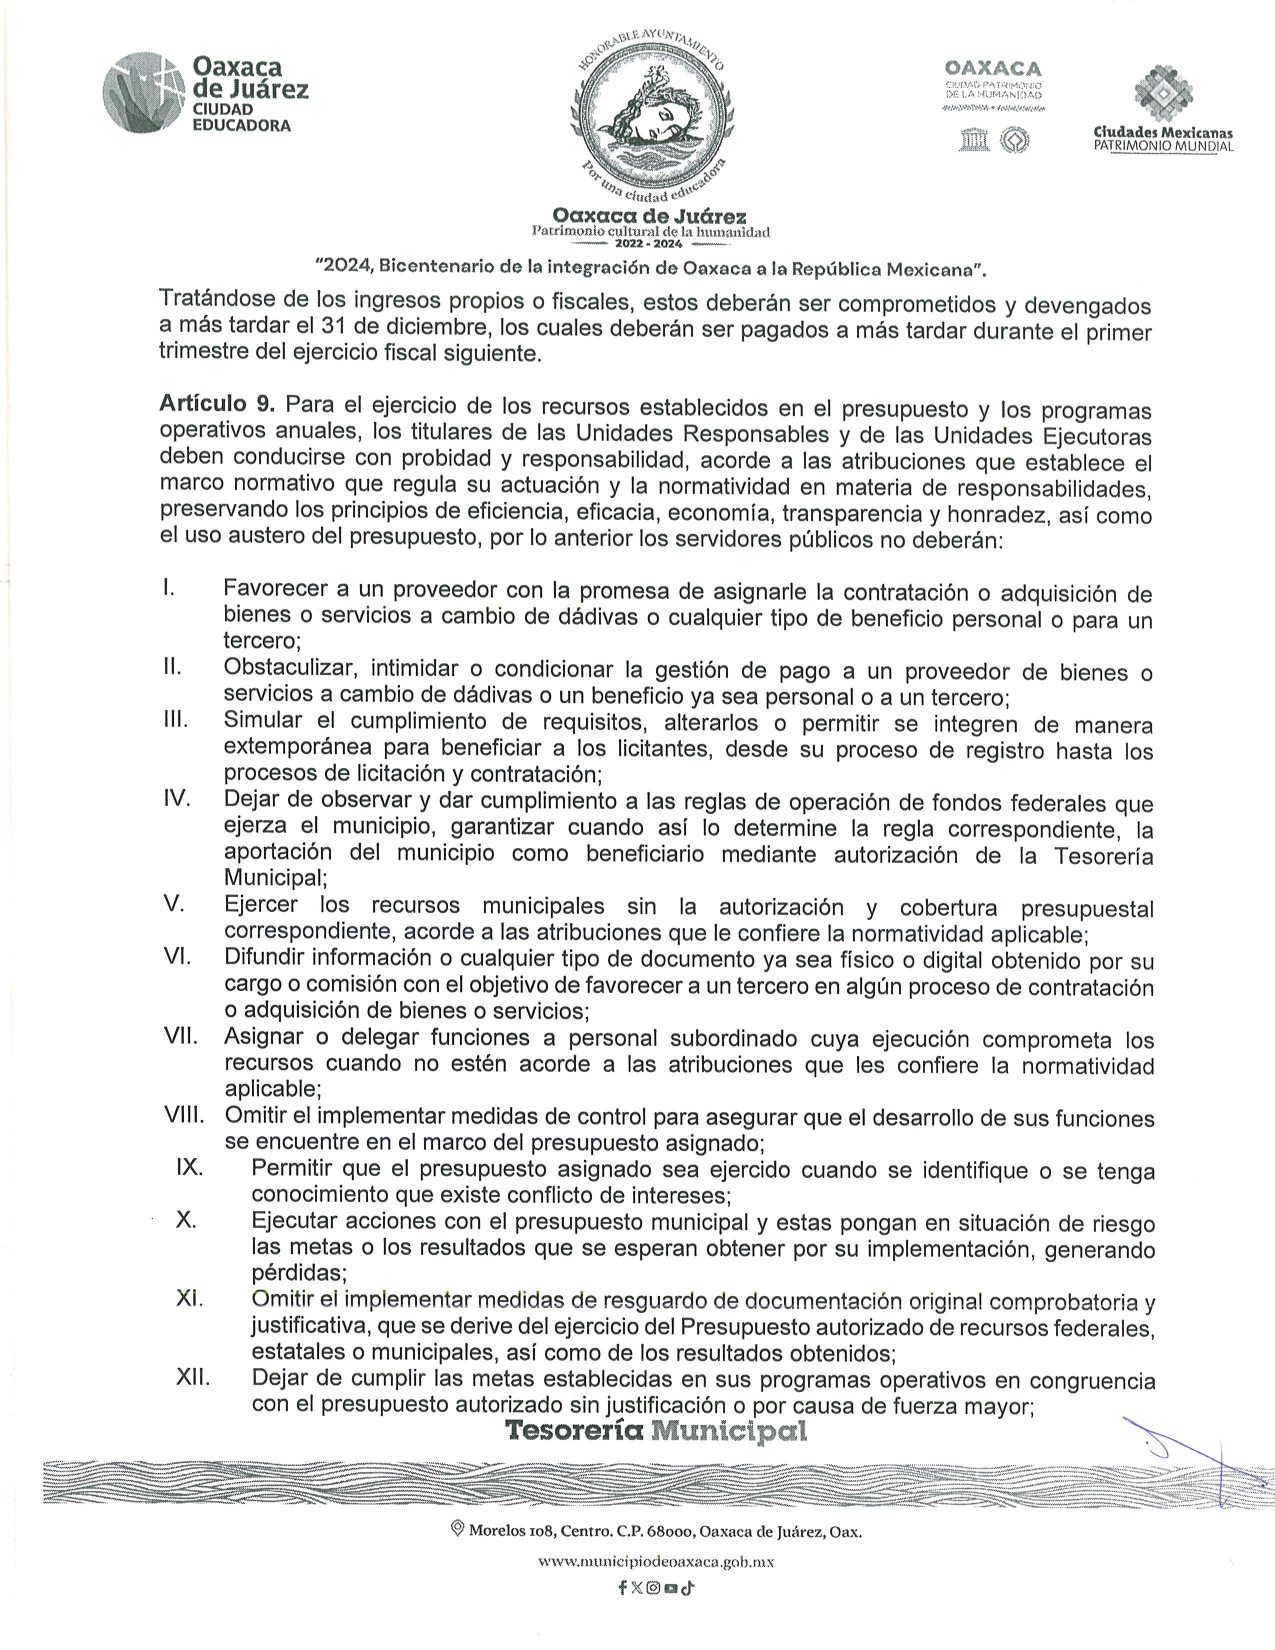 Oaxaca
de Juárez
CIUDAD
EDUCADORA
HONORABLE AYUNTAMIENTO
Por una ciudad educadora
Oaxaca de Juárez
Patrimonio cultural de la humanidad
2022 - 2024
OAXACA
CIUDAD PATRIMONIO
DE LA HUMANIDAD
Ciudades Mexicanas
PATRIMONIO MUNDIAL
"2024, Bicentenario de la integración de Oaxaca a la República Mexicana".
Tratándose de los ingresos propios o fiscales, estos deberán ser comprometidos y devengados
a más tardar el 31 de diciembre, los cuales deberán ser pagados a más tardar durante el primer
trimestre del ejercicio fiscal siguiente.
Artículo 9. Para el ejercicio de los recursos establecidos en el presupuesto y los programas
operativos anuales, los titulares de las Unidades Responsables y de las Unidades Ejecutoras
deben conducirse con probidad y responsabilidad, acorde a las atribuciones que establece el
marco normativo que regula su actuación y la normatividad en materia de responsabilidades,
preservando los principios de eficiencia, eficacia, economía, transparencia y honradez, así como
el uso austero del presupuesto, por lo anterior los servidores públicos no deberán:
I. Favorecer a un proveedor con la promesa de asignarle la contratación o adquisición de
bienes o servicios a cambio de dádivas o cualquier tipo de beneficio personal o para un
tercero;
II. Obstaculizar, intimidar o condicionar la gestión de pago a un proveedor de bienes o
servicios a cambio de dádivas o un beneficio ya sea personal o a un tercero;
III. Simular el cumplimiento de requisitos, alterarlos o permitir se integren de manera
extemporánea para beneficiar a los licitantes, desde su proceso de registro hasta los
procesos de licitación y contratación;
IV. Dejar de observar y dar cumplimiento a las reglas de operación de fondos federales que
ejerza el municipio, garantizar cuando así lo determine la regla correspondiente, la
aportación del municipio como beneficiario mediante autorización de la Tesorería
Municipal;
V. Ejercer los recursos municipales sin la autorización y cobertura presupuestal
correspondiente, acorde a las atribuciones que le confiere la normatividad aplicable;
VI. Difundir información o cualquier tipo de documento ya sea físico o digital obtenido por su
cargo o comisión con el objetivo de favorecer a un tercero en algún proceso de contratación
o adquisición de bienes o servicios;
VII. Asignar o delegar funciones a personal subordinado cuya ejecución comprometa los
recursos cuando no estén acorde a las atribuciones que les confiere la normatividad
aplicable;
VIII. Omitir el implementar medidas de control para asegurar que el desarrollo de sus funciones
se encuentre en el marco del presupuesto asignado;
IX. Permitir que el presupuesto asignado sea ejercido cuando se identifique o se tenga
conocimiento que existe conflicto de intereses;
X. Ejecutar acciones con el presupuesto municipal y estas pongan en situación de riesgo
las metas o los resultados que se esperan obtener por su implementación, generando
pérdidas;
XI. Omitir el implementar medidas de resguardo de documentación original comprobatoria y
justificativa, que se derive del ejercicio del Presupuesto autorizado de recursos federales,
estatales o municipales, así como de los resultados obtenidos;
XII. Dejar de cumplir las metas establecidas en sus programas operativos en congruencia
con el presupuesto autorizado sin justificación o por causa de fuerza mayor;
Tesorería Municipal
Morelos 108, Centro. C.P. 68000, Oaxaca de Juárez, Oax.
www.municipiodeoaxaca.gob.mx